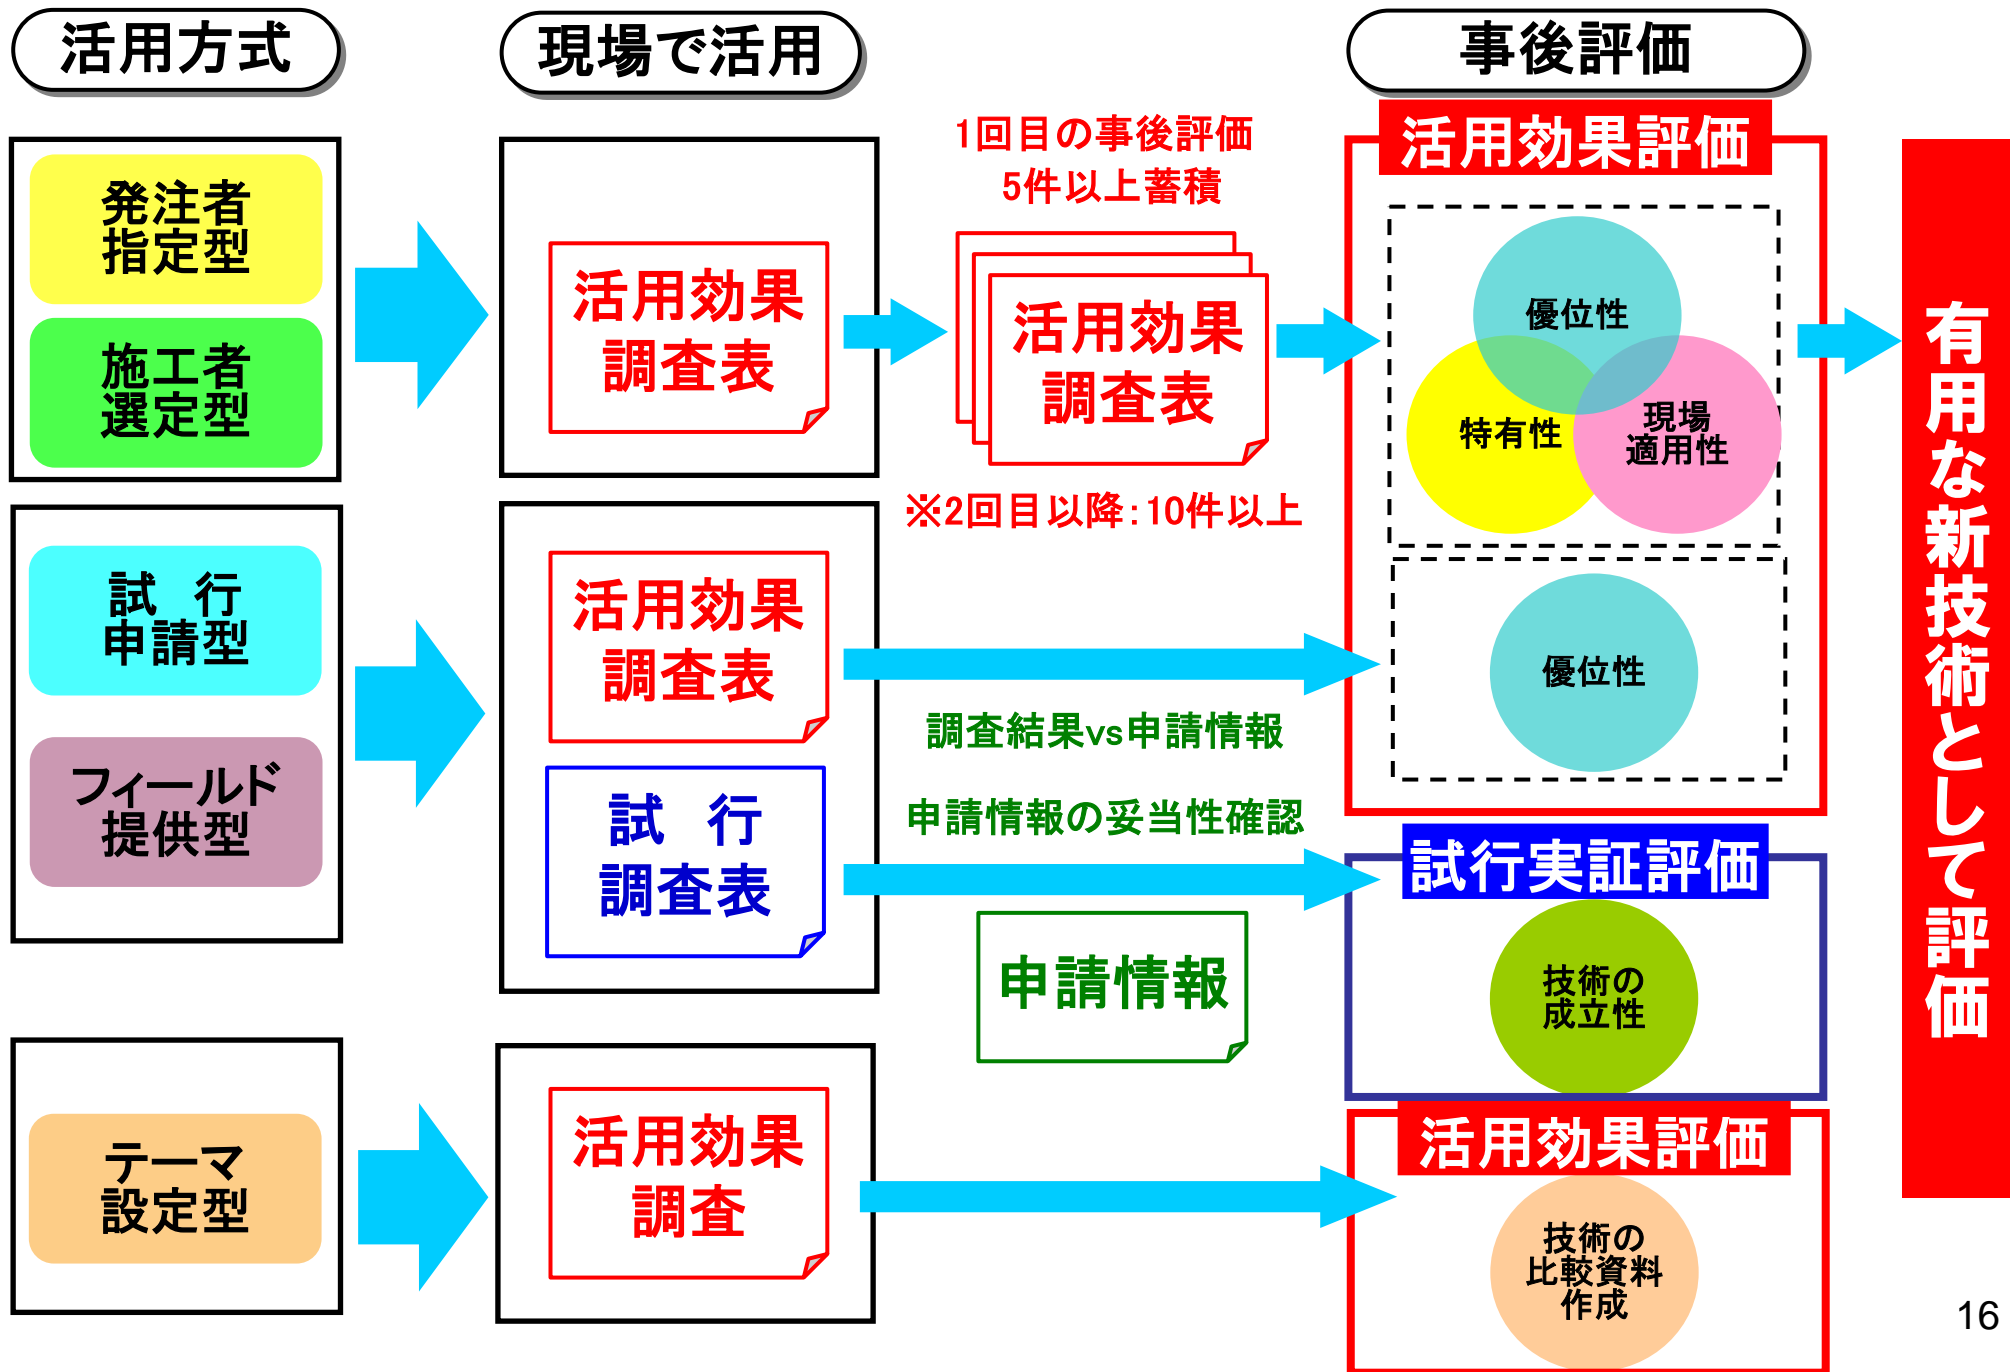 活用方式
現場で活用
事後評価
発注者
指定型
施工者
選定型
活用効果
調査表
1回目の事後評価
5件以上蓄積
活用効果
調査表
※2回目以降：10件以上
活用効果評価
優位性
特有性
現場
適用性
優位性
試　行
申請型
フィールド
提供型
活用効果
調査表
試　行
調査表
調査結果vs申請情報
申請情報の妥当性確認
申請情報
試行実証評価
技術の
成立性
テーマ
設定型
活用効果
調査
活用効果評価
技術の
比較資料
作成
有用な新技術として評価
16